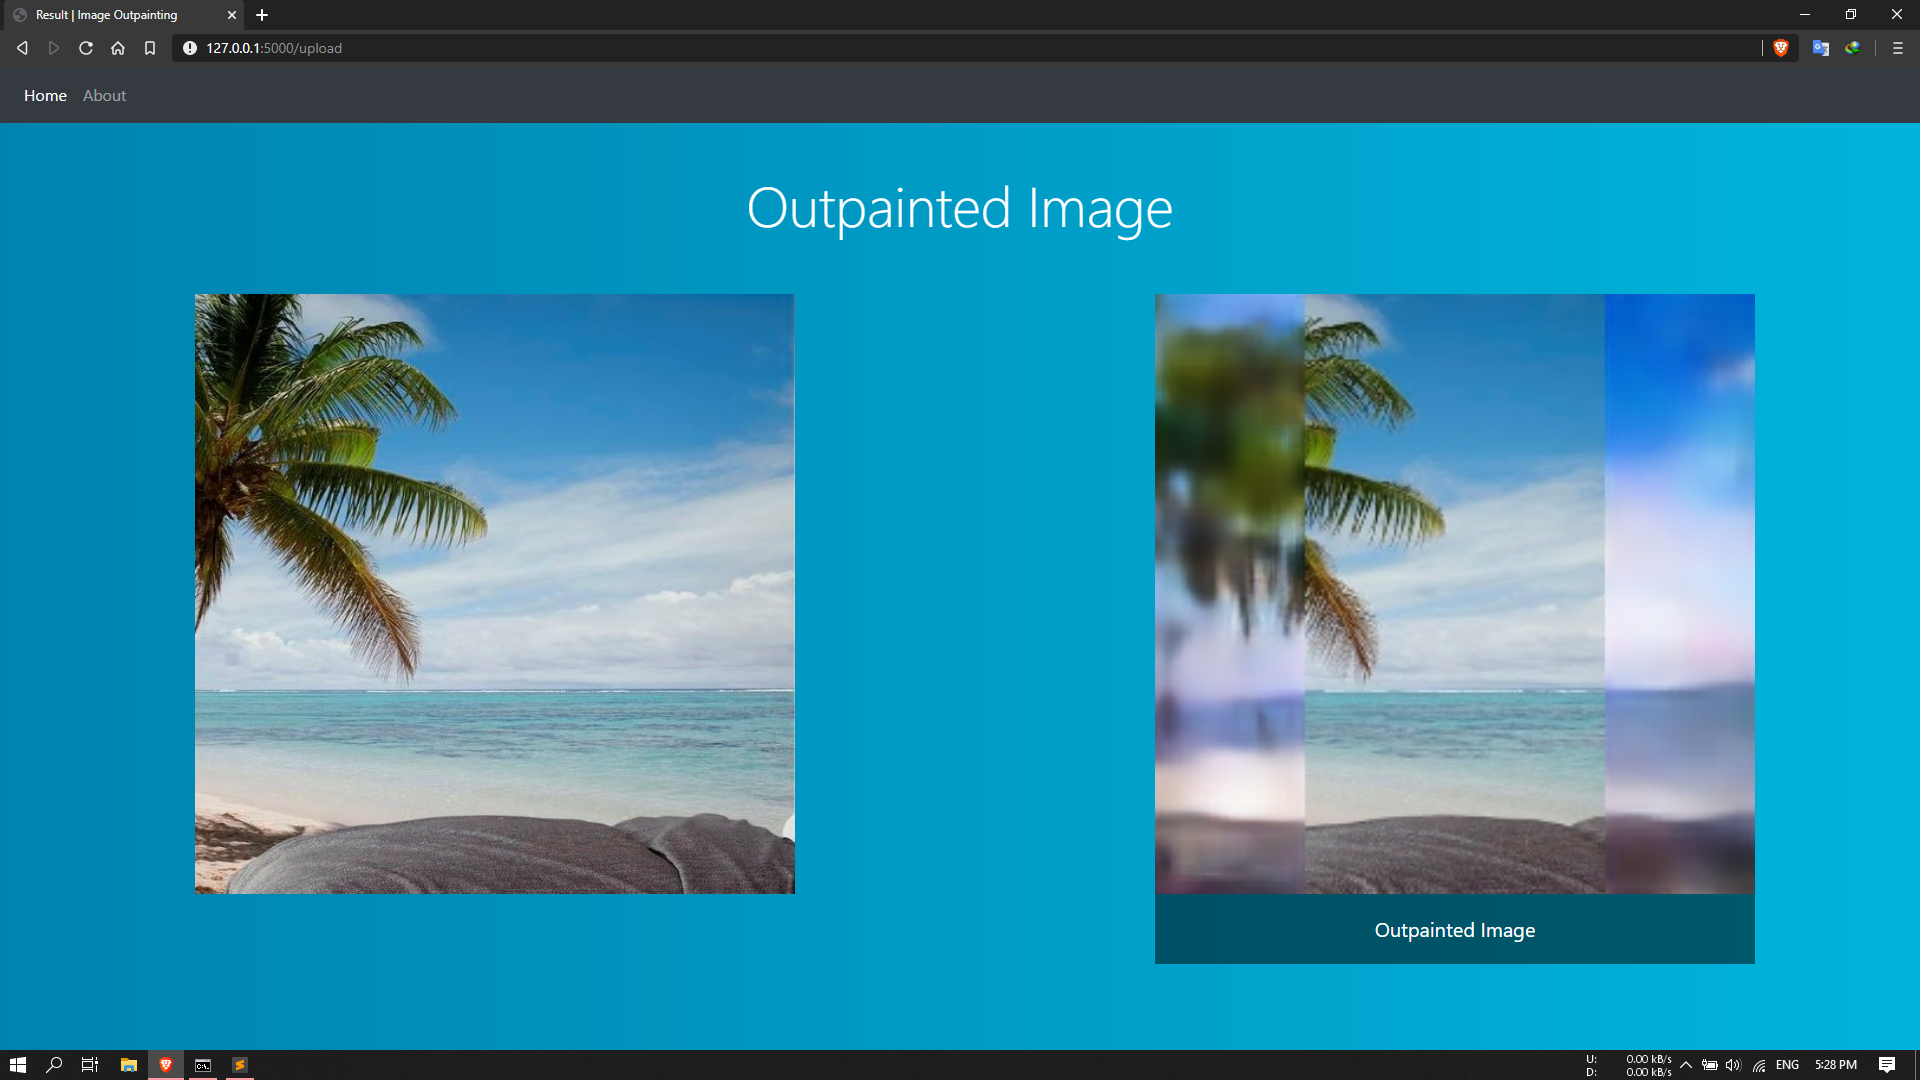 Result | Image Outpainting
127.0.0.1:5000/upload
Home About
Outpainted Image
Outpainted Image
U: 0.00 kB/s
D: 0.00 kB/s
ENG
5:28 PM